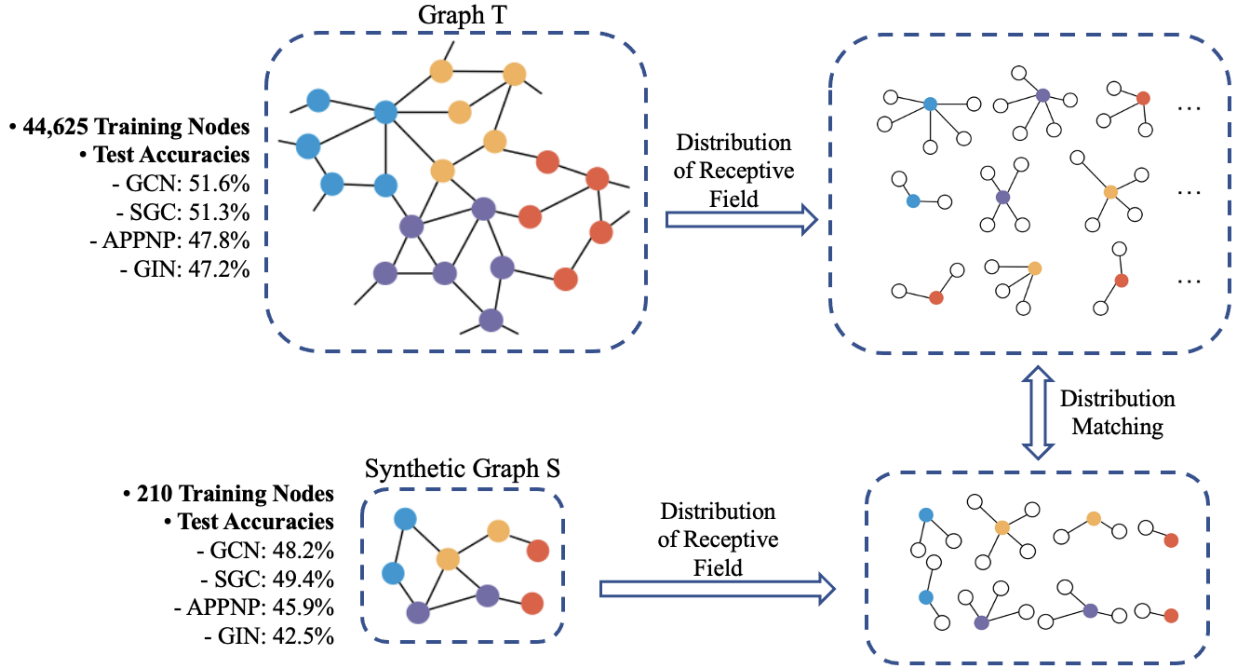 Graph T
• 44,625 Training Nodes
• Test Accuracies
- GCN: 51.6%
- SGC: 51.3%
- APPNP: 47.8%
- GIN: 47.2%
Distribution
of Receptive
Field
...
...
...
Distribution
Matching
Synthetic Graph S
• 210 Training Nodes
• Test Accuracies
- GCN: 48.2%
- SGC: 49.4%
- APPNP: 45.9%
- GIN: 42.5%
Distribution
of Receptive
Field